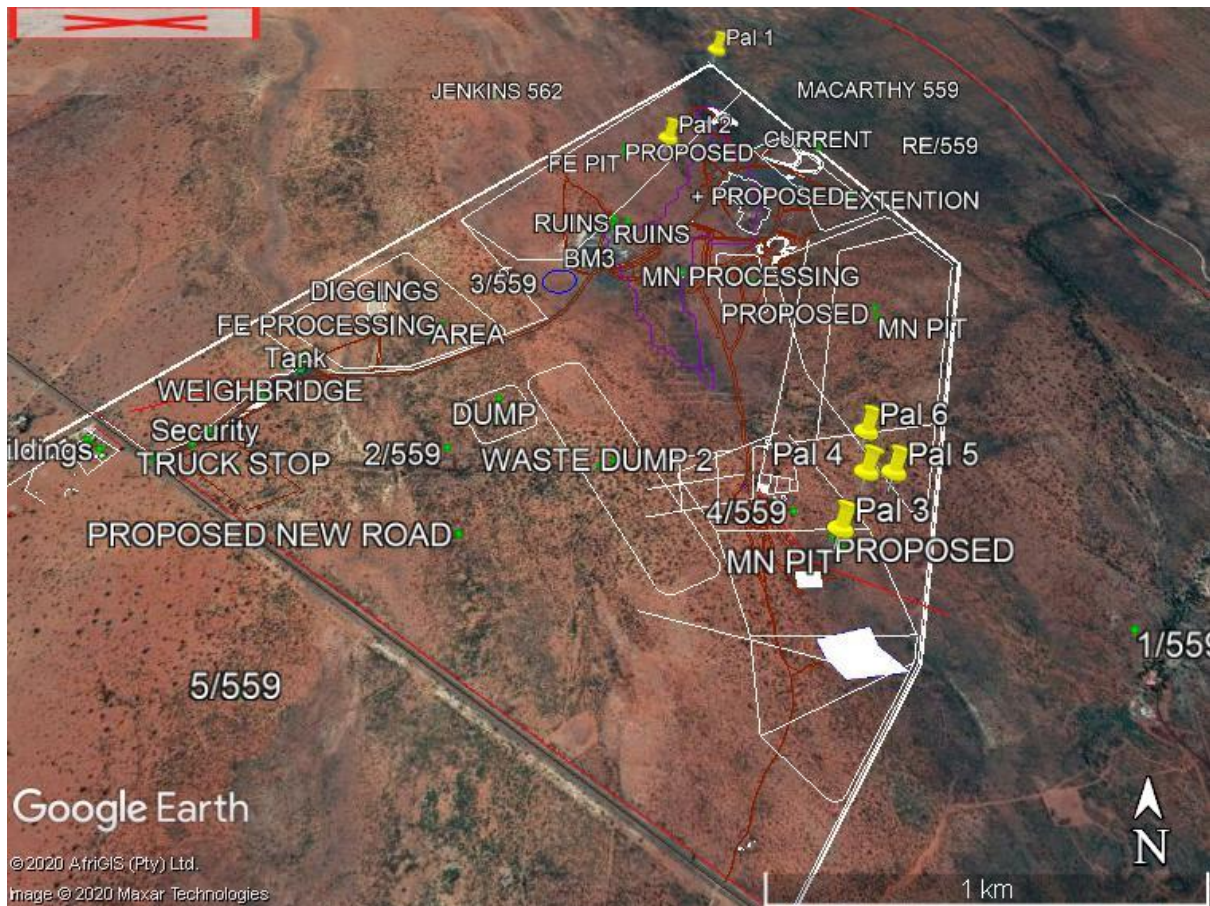 Pal 1
JENKINS 562
MACARTHY 559
Pal 2
CURRENT
FE PIT
PROPOSED
RE/559
+ PROPOSED
EXTENTION
RUINS
RUINS
BM3
MN PROCESSING
3/559
DIGGINGS
PROPOSED
MN PIT
FE PROCESSING
AREA
Tank
WEIGHBRIDGE
DUMP
Pal 6
Security
ildings.
TRUCK STOP
2/559
WASTE DUMP 2
Pal 4
Pal 5
4/559
Pal 3
PROPOSED NEW ROAD
MN PIT
PROPOSED
1/559
5/559
Google Earth
© 2020 AfriGIS (Pty) Ltd.
Image © 2020 Maxar Technologies
N
1 km